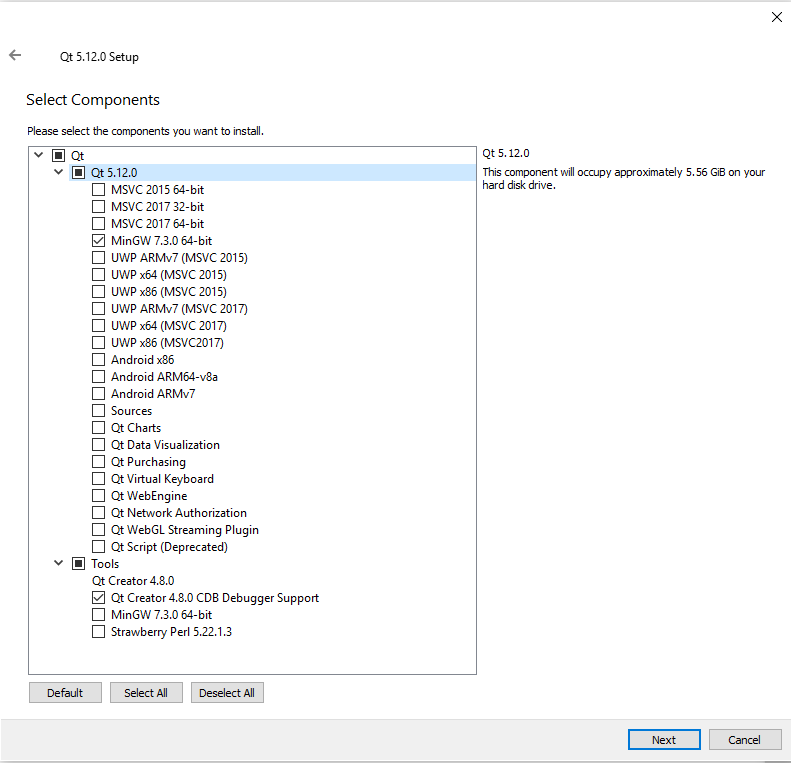 Qt 5.12.0 Setup
Select Components
Please select the components you want to install.
Qt
Qt 5.12.0
MSVC 2015 64-bit
MSVC 2017 32-bit
MSVC 2017 64-bit
MinGW 7.3.0 64-bit
UWP ARMv7 (MSVC 2015)
UWP x64 (MSVC 2015)
UWP x86 (MSVC 2015)
UWP ARMv7 (MSVC 2017)
UWP x64 (MSVC 2017)
UWP x86 (MSVC2017)
Android x86
Android ARM64-v8a
Android ARMv7
Sources
Qt Charts
Qt Data Visualization
Qt Purchasing
Qt Virtual Keyboard
Qt WebEngine
Qt Network Authorization
Qt WebGL Streaming Plugin
Qt Script (Deprecated)
Tools
Qt Creator 4.8.0
Qt Creator 4.8.0 CDB Debugger Support
MinGW 7.3.0 64-bit
Strawberry Perl 5.22.1.3
Qt 5.12.0
This component will occupy approximately 5.56 GiB on your
hard disk drive.
Default
Select All
Deselect All
Next
Cancel